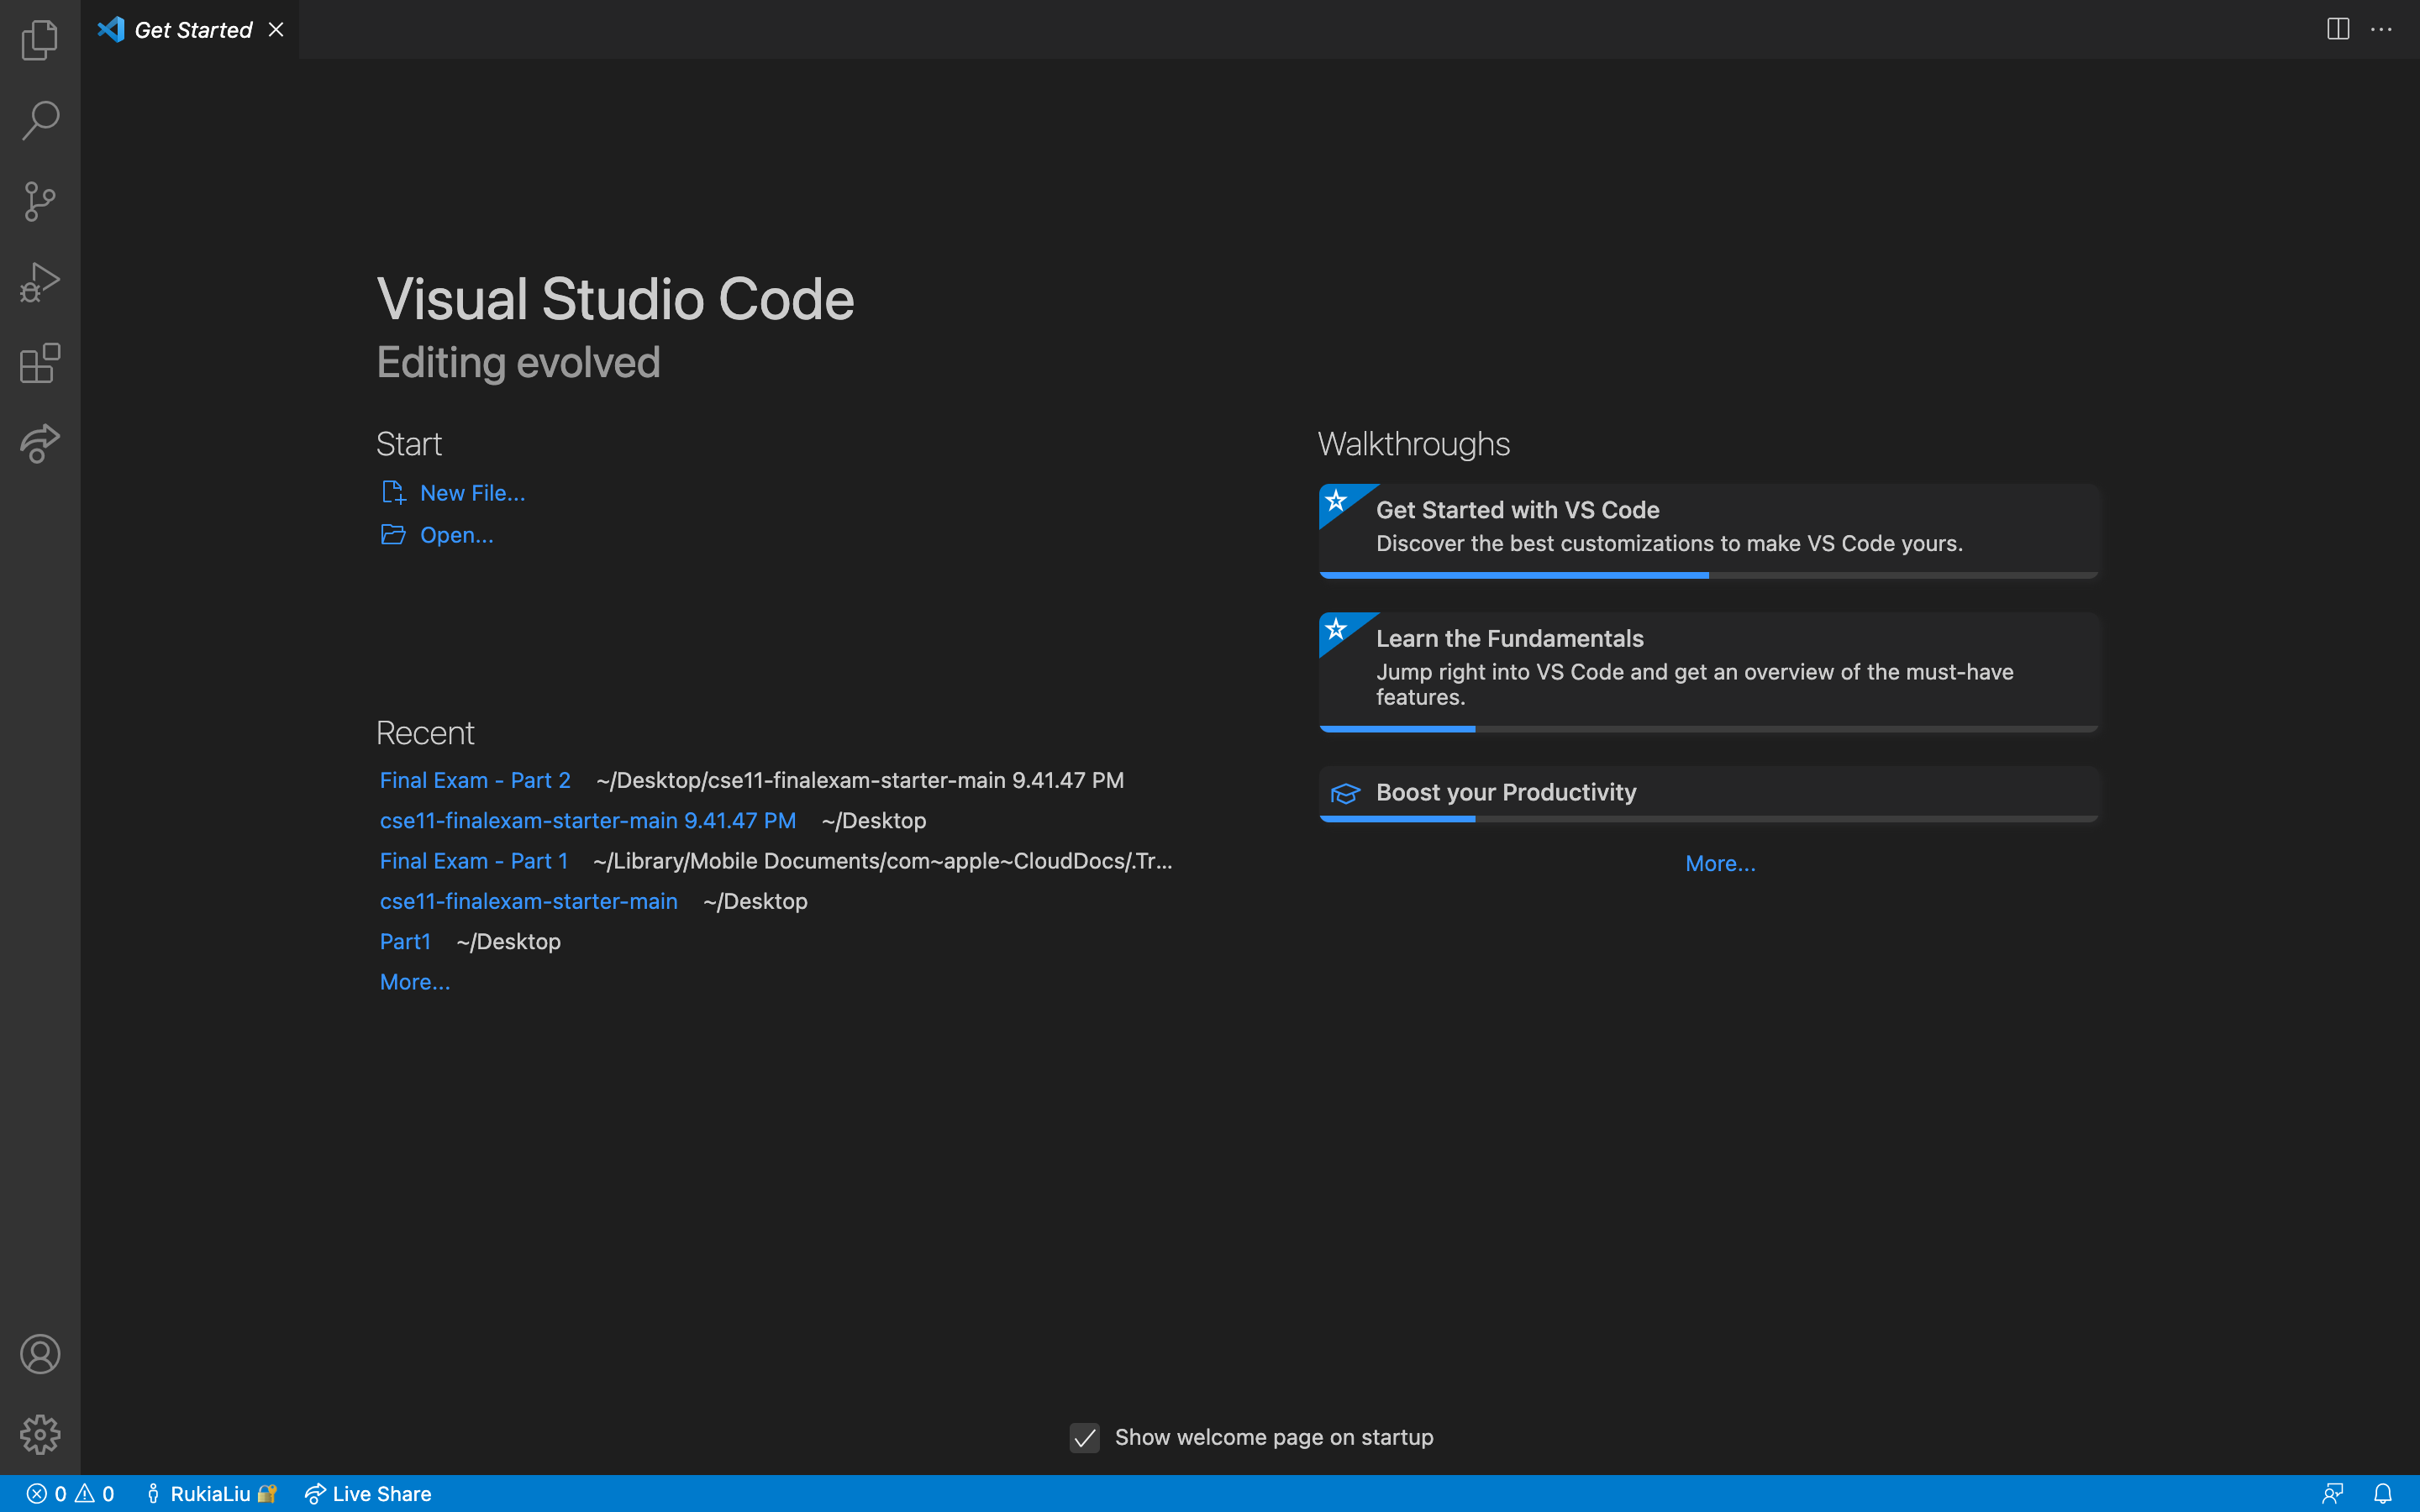 Get Started
Visual Studio Code
Editing evolved
Start
New File...
Open...
Recent
Final Exam - Part 2 ~/Desktop/cse11-finalexam-starter-main 9.41.47 PM
cse11-finalexam-starter-main 9.41.47 PM ~/Desktop
Final Exam - Part 1 ~/Library/Mobile Documents/com~apple~CloudDocs/.Tr...
cse11-finalexam-starter-main ~/Desktop
Part1 ~/Desktop
More...
Walkthroughs
Get Started with VS Code
Discover the best customizations to make VS Code yours.
Learn the Fundamentals
Jump right into VS Code and get an overview of the must-have
features.
Boost your Productivity
More...
Show welcome page on startup
0 0 RukiaLiu 🔐 Live Share